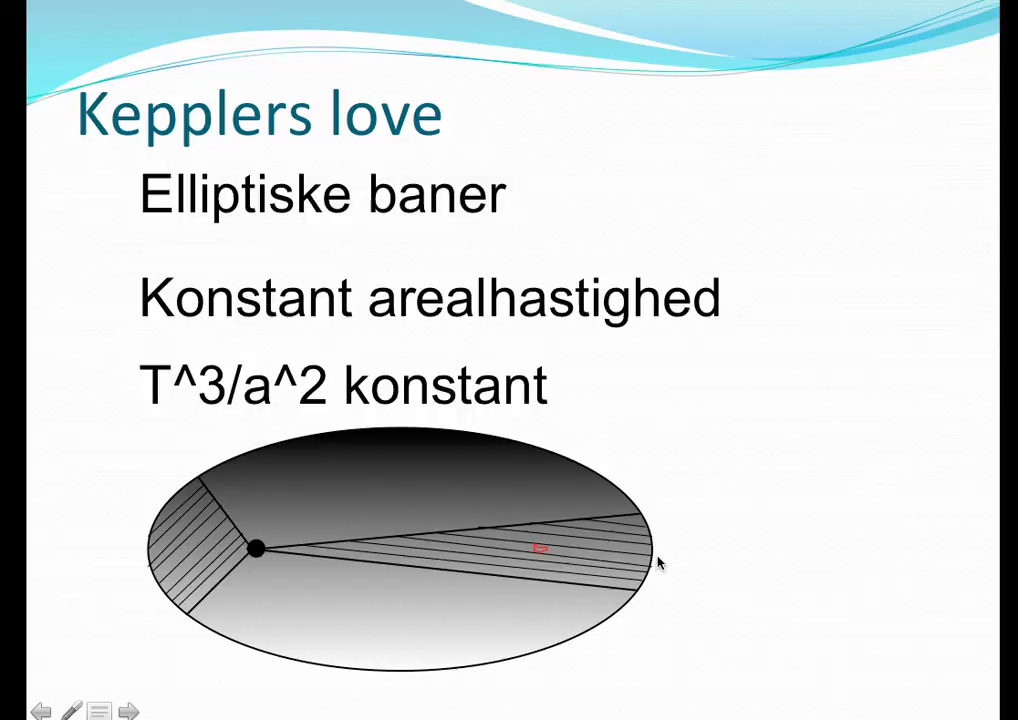 Kepplers love
Elliptiske baner
Konstant arealhastighed
T^3/a^2 konstant